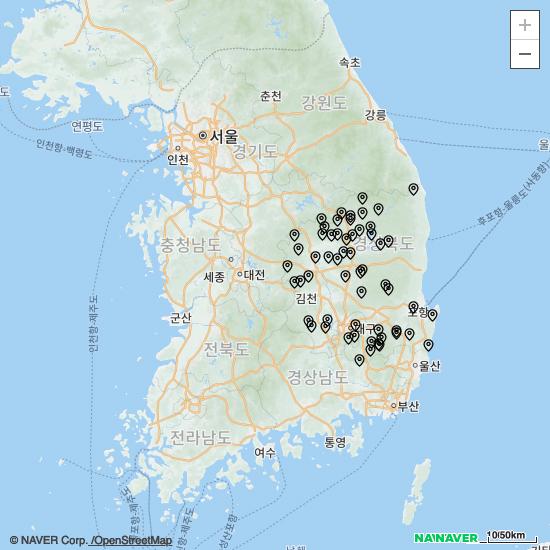 +
−
속초
춘천
강원도
강릉
도
연평도
서울
울
인천항-백령도
인천
경기도
후포항-울릉도(사동항)
충청남도
경상북도
세종
대전
인천항-제주도
김천
군산
포항
대구
전북도
경상남도
울산
부산
전라남도
통영
여수
© NAVER Corp. /OpenStreetMap
NAVER
10/50km